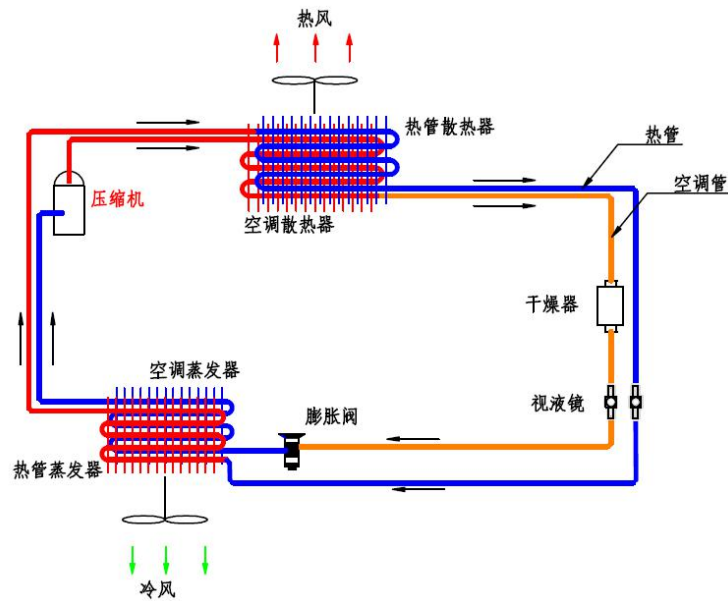 热风
热管散热器
热管
空调管
压缩机
空调散热器
干燥器
空调蒸发器
膨胀阀
视液镜
热管蒸发器
冷风